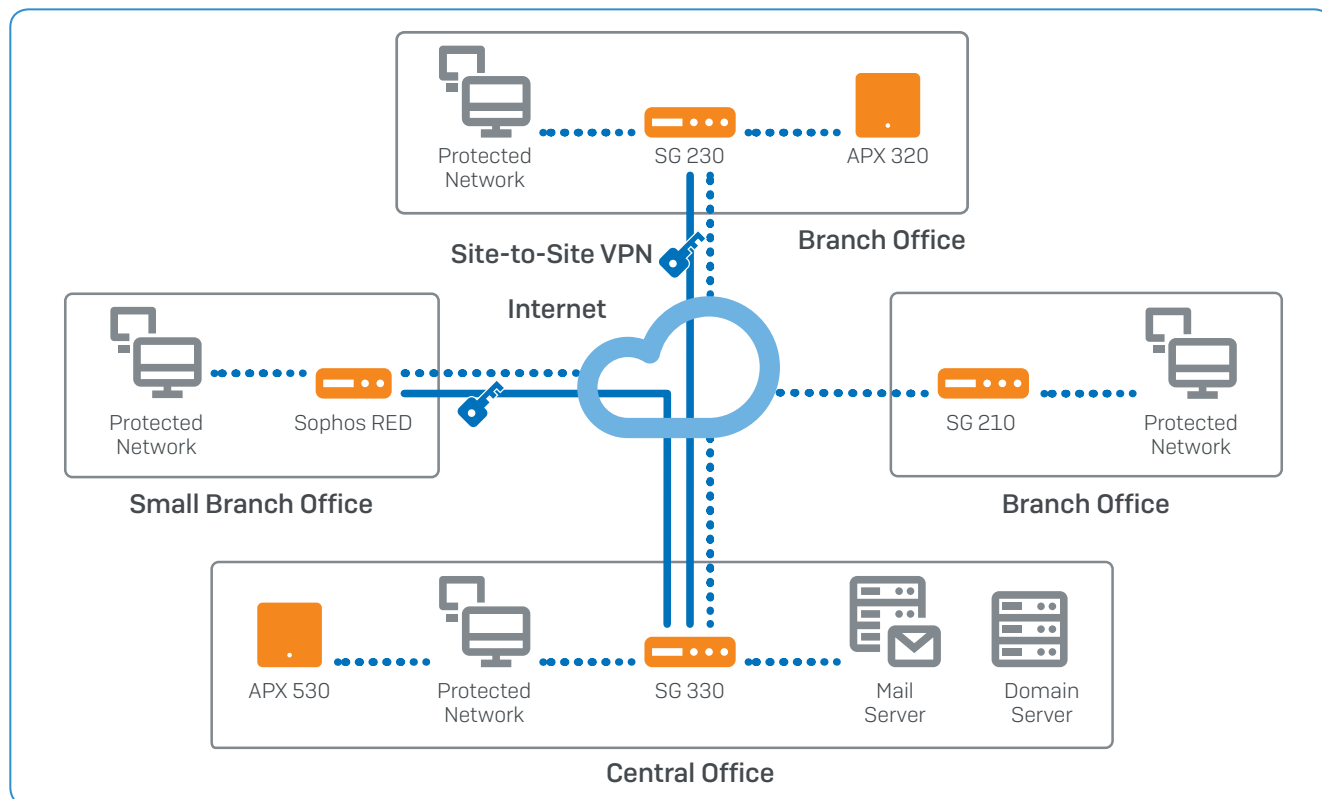 Protected
Network
SG 230
APX 320
Branch Office
Site-to-Site VPN
Internet
Protected
Network
Sophos RED
Small Branch Office
SG 210
Protected
Network
Branch Office
APX 530
Protected
Network
SG 330
Mail
Server
Domain
Server
Central Office